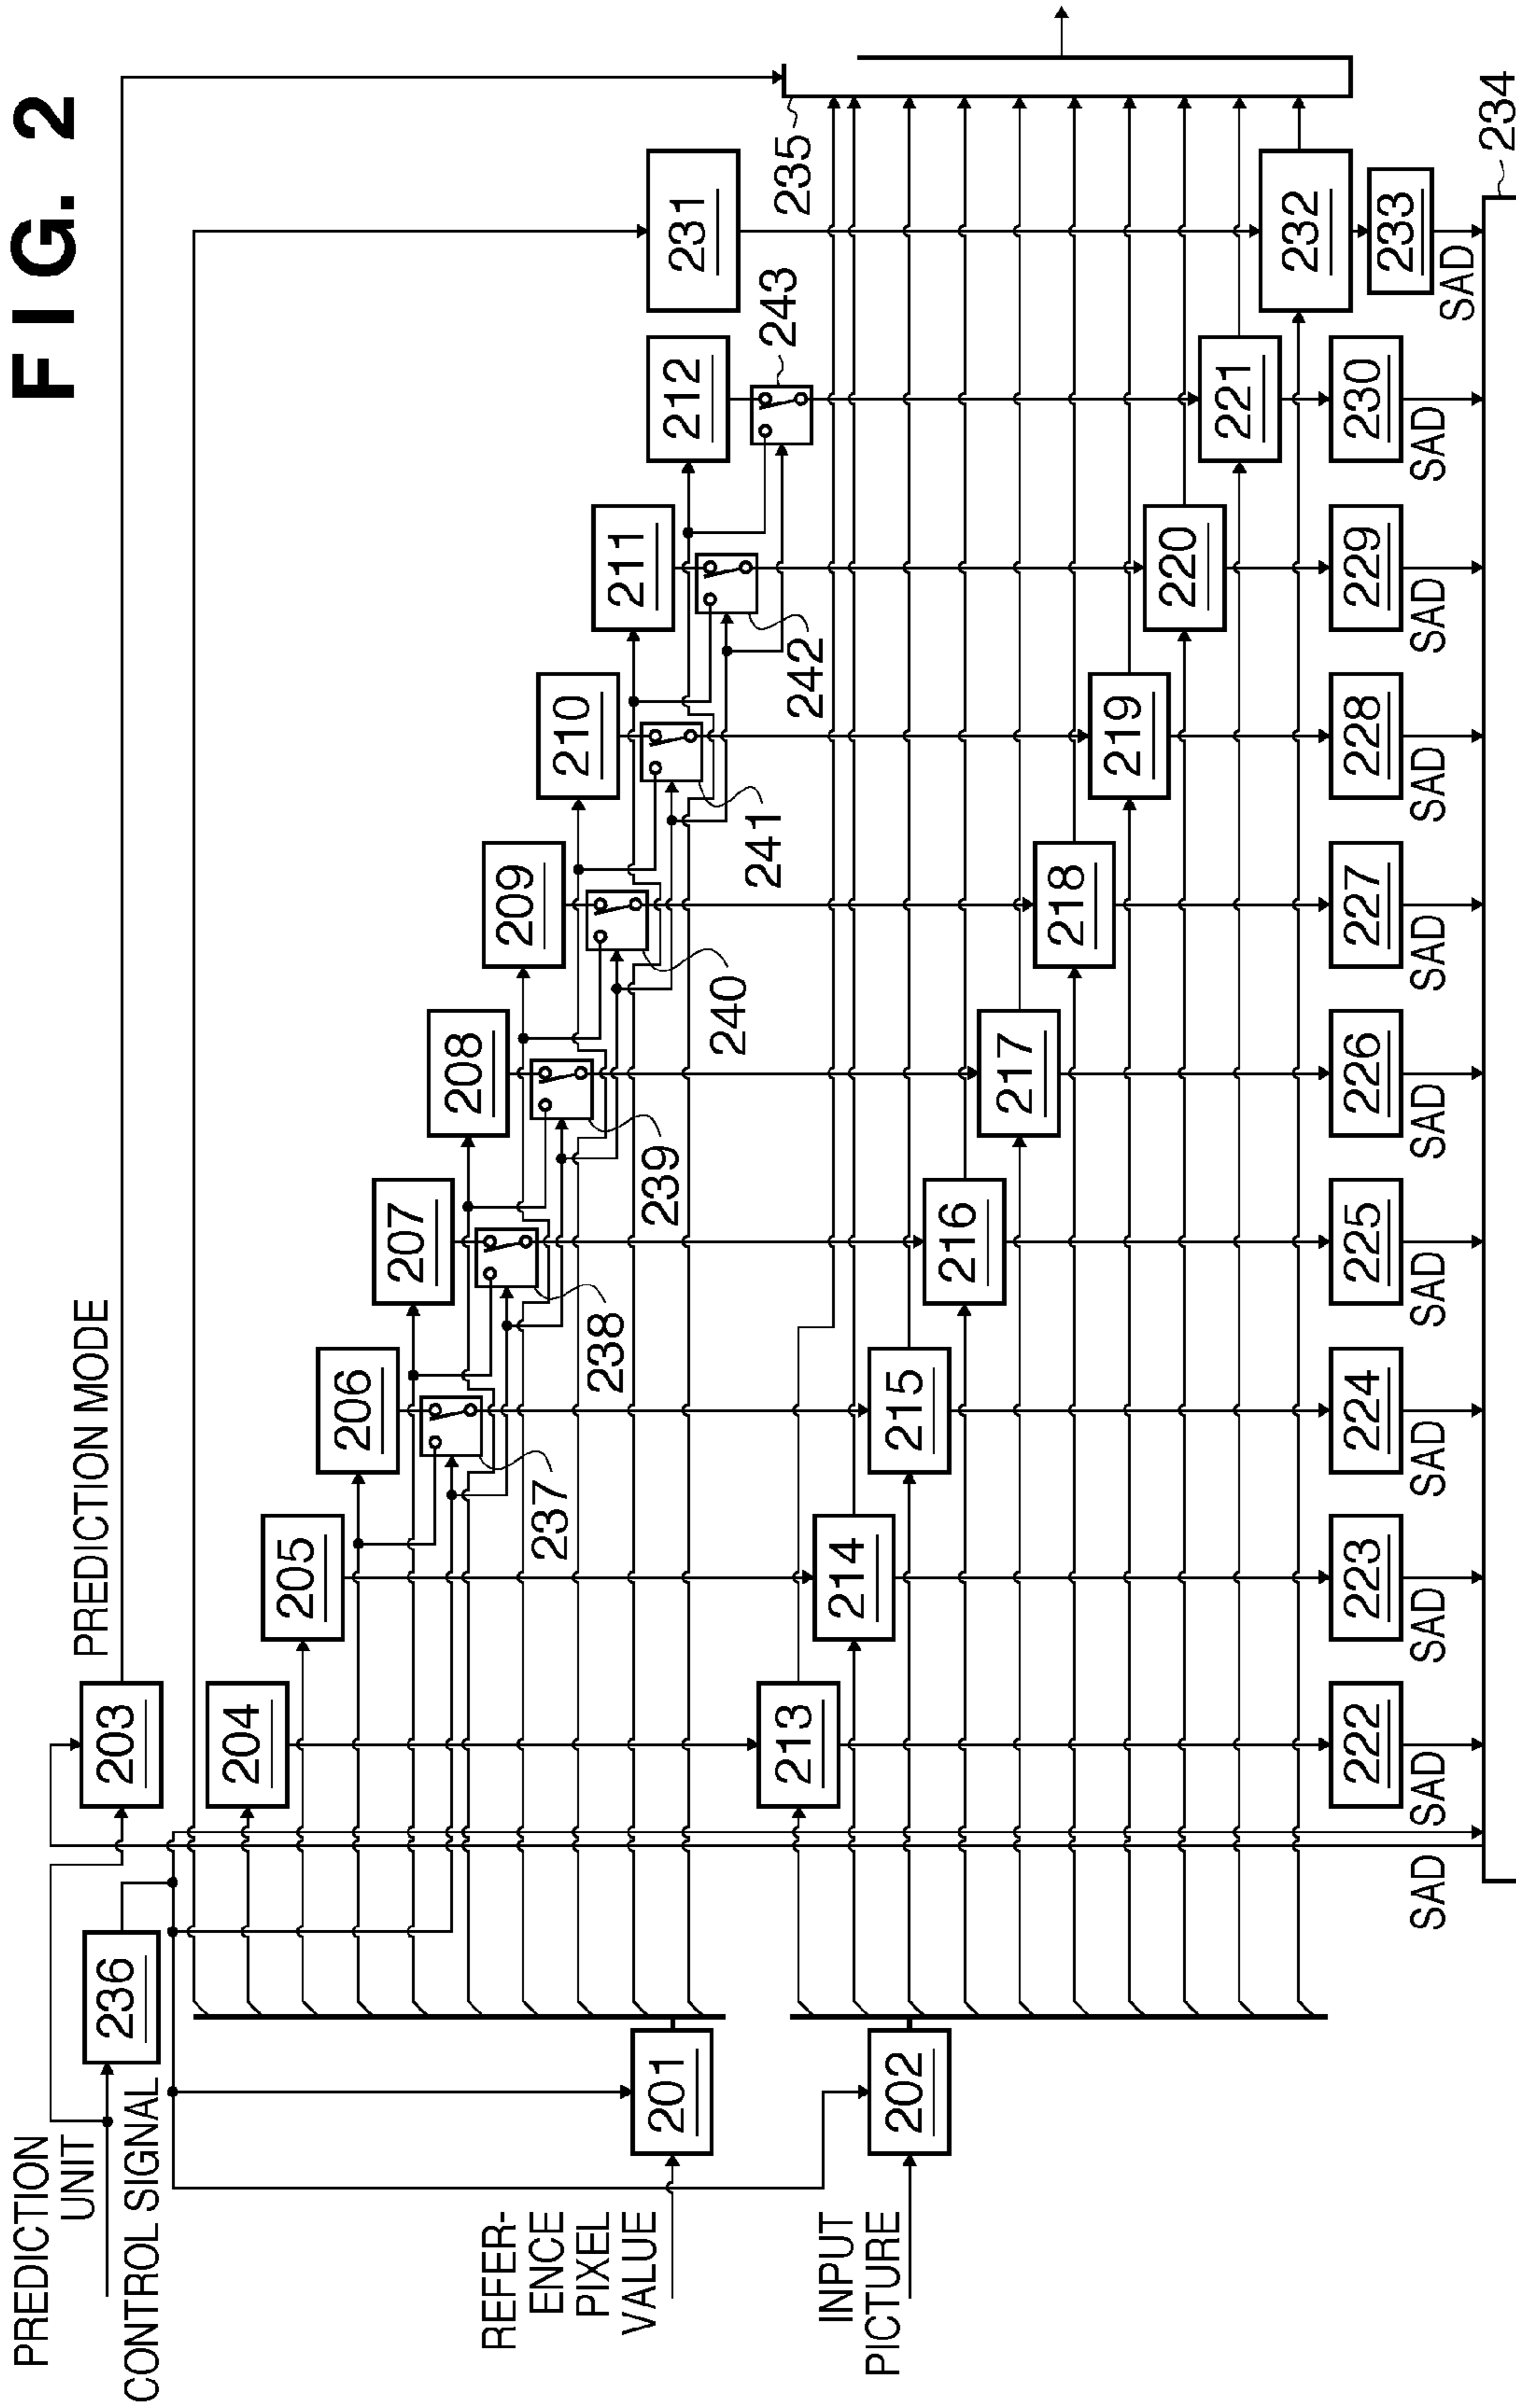 FIG. 2
PREDICTION
UNIT
CONTROL SIGNAL
236
203
PREDICTION MODE
204
205
206
207
208
209
210
211
212
231
REFER-
ENCE
PIXEL
VALUE
201
237
238
239
240
241
242
243
235
INPUT
PICTURE
202
213
214
215
216
217
218
219
220
221
232
222
223
224
225
226
227
228
229
230
233
SAD
SAD
SAD
SAD
SAD
SAD
SAD
SAD
SAD
SAD
SAD
234